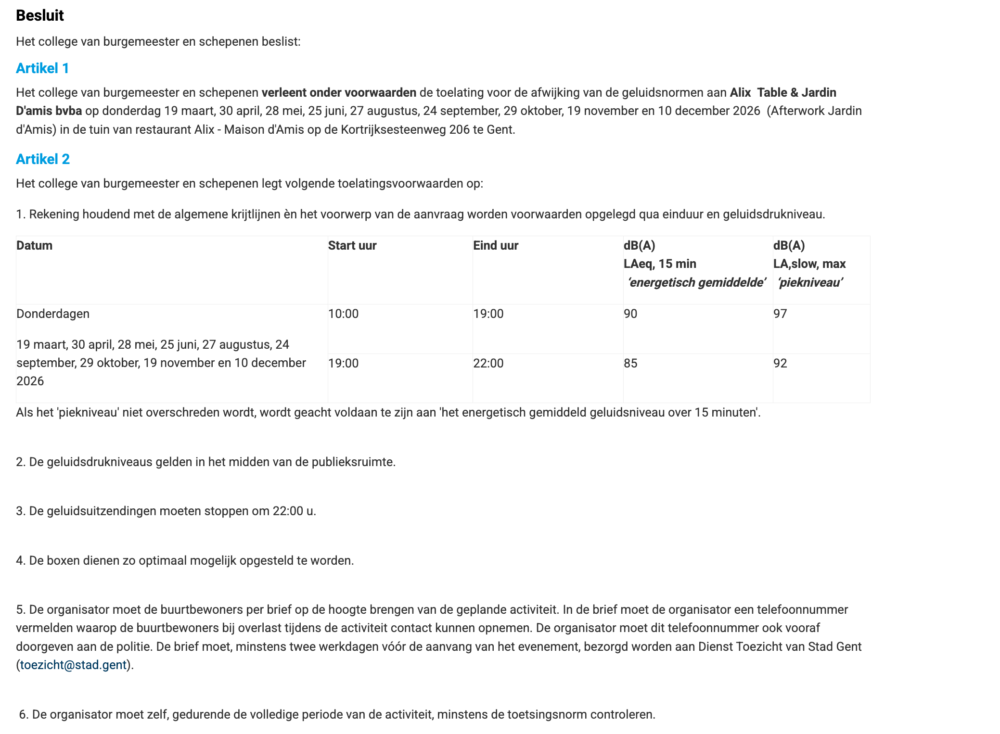 Besluit
Het college van burgemeester en schepenen beslist:
Artikel 1
Het college van burgemeester en schepenen verleent onder voorwaarden de toelating voor de afwijking van de geluidsnormen aan Alix  Table & Jardin
D'amis bvba op donderdag 19 maart, 30 april, 28 mei, 25 juni, 27 augustus, 24 september, 29 oktober, 19 november en 10 december 2026  (Afterwork Jardin
d'Amis) in de tuin van restaurant Alix - Maison d'Amis op de Kortrijksesteenweg 206 te Gent.
Artikel 2
Het college van burgemeester en schepenen legt volgende toelatingsvoorwaarden op:
1. Rekening houdend met de algemene krijtlijnen èn het voorwerp van de aanvraag worden voorwaarden opgelegd qua einduur en geluidsdrukniveau.
Datum
Start uur
Eind uur
dB(A)
LAeq, 15 min
‘energetisch gemiddelde’
dB(A)
LA,slow, max
‘piekniveau’
Donderdagen
19 maart, 30 april, 28 mei, 25 juni, 27 augustus, 24
september, 29 oktober, 19 november en 10 december
2026
10:00
19:00
90
97
19:00
22:00
85
92
Als het 'piekniveau' niet overschreden wordt, wordt geacht voldaan te zijn aan 'het energetisch gemiddeld geluidsniveau over 15 minuten'.
2. De geluidsdrukniveaus gelden in het midden van de publieksruimte.
3. De geluidsuitzendingen moeten stoppen om 22:00 u.
4. De boxen dienen zo optimaal mogelijk opgesteld te worden.
5. De organisator moet de buurtbewoners per brief op de hoogte brengen van de geplande activiteit. In de brief moet de organisator een telefoonnummer
vermelden waarop de buurtbewoners bij overlast tijdens de activiteit contact kunnen opnemen. De organisator moet dit telefoonnummer ook vooraf
doorgeven aan de politie. De brief moet, minstens twee werkdagen vóór de aanvang van het evenement, bezorgd worden aan Dienst Toezicht van Stad Gent
(toezicht@stad.gent).
6. De organisator moet zelf, gedurende de volledige periode van de activiteit, minstens de toetsingsnorm controleren.